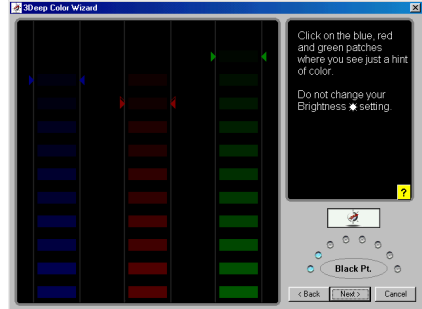 3Deep Color Wizard
Click on the blue, red
and green patches
where you see just a hint
of color.
Do not change your
Brightness ☀ setting.
?
Black Pt.
< Back
Next >
Cancel